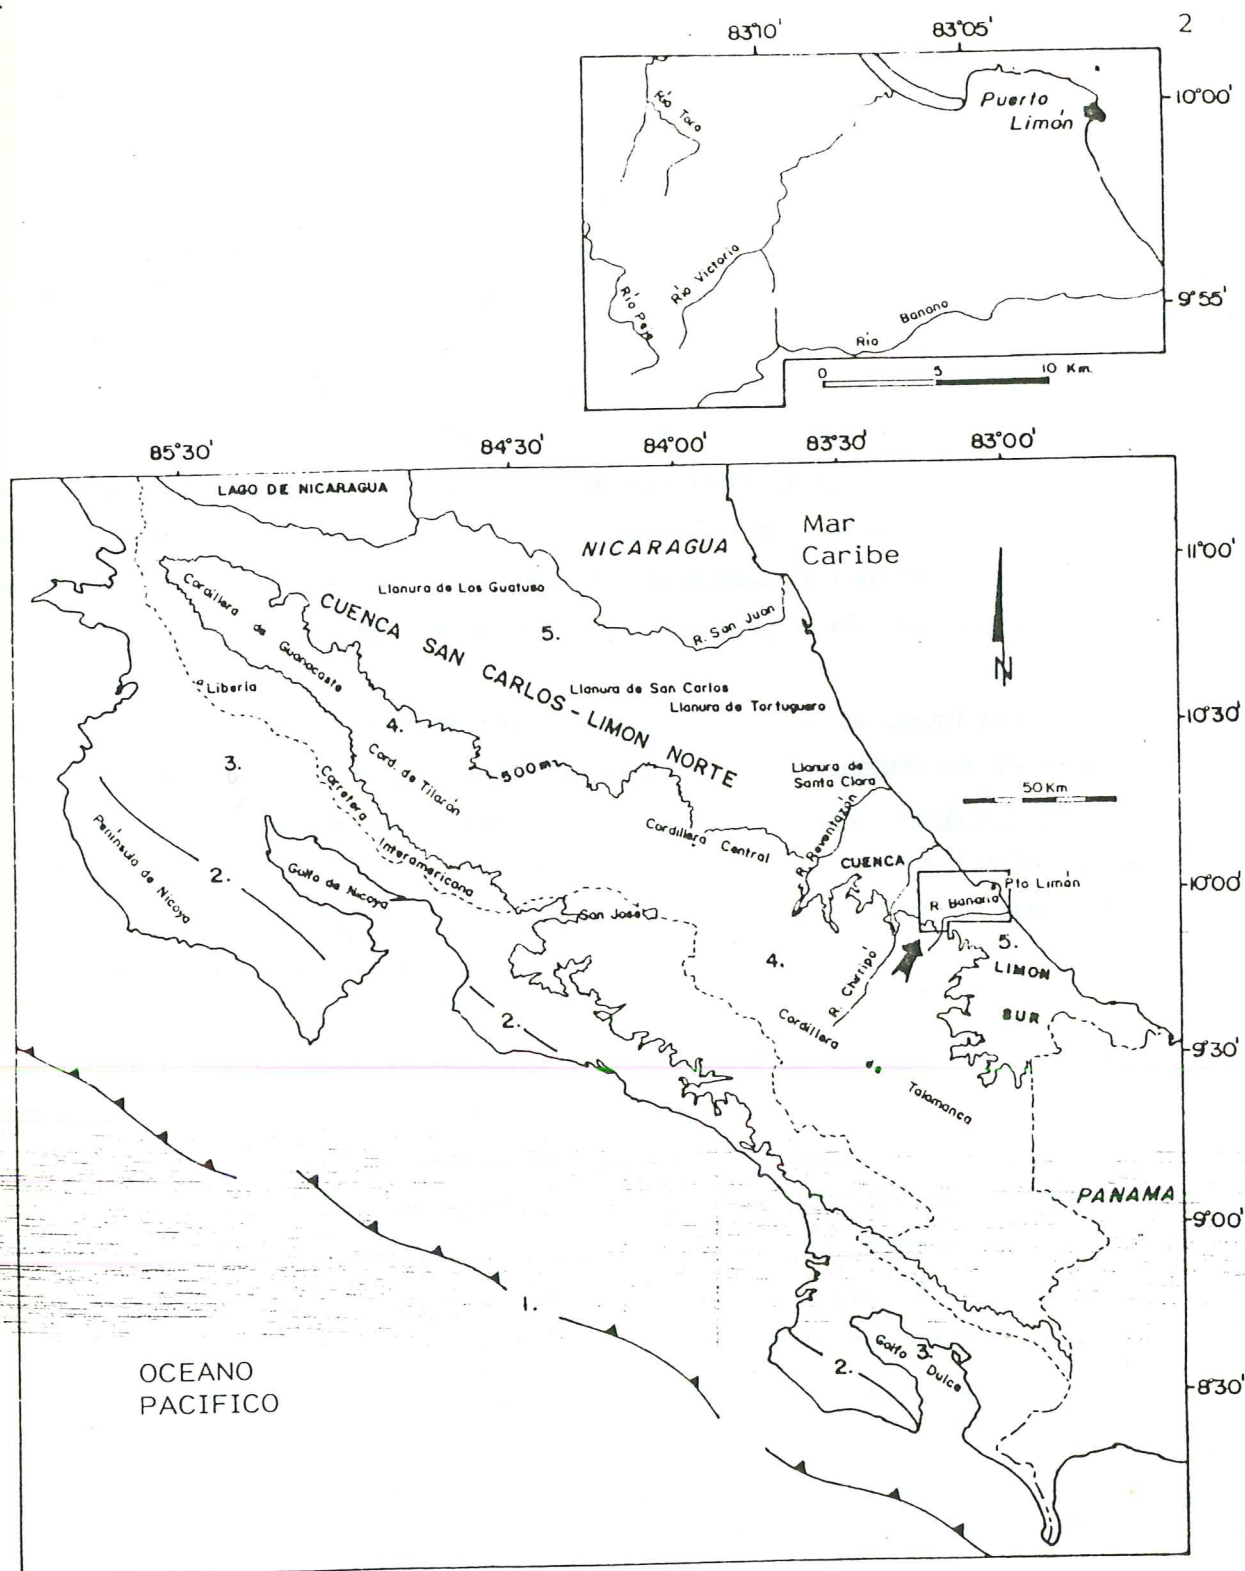 2
83°10'
83°05'
10°00'
9°55'
Río Toro
Puerto
Limón
Río Victoria
Río Peje
Río Banano
0 5 10 Km.
85°30'
84°30'
84°00'
83°30'
83°00'
LAGO DE NICARAGUA
NICARAGUA
Mar
Caribe
11°00'
Cordillera de Guanacaste
Llanura de Los Guatuso
CUENCA SAN CARLOS - LIMON NORTE
5.
R. San Juan
N
Liberia
Llanura de San Carlos
Llanura de Tortuguero
10°30'
4.
3.
Cord. de Tilarán
500m
Llanura de
Santa Clara
50 Km
Carretera Interamericana
Península de Nicoya
2.
Golfo de Nicoya
Cordillera Central
R. Reventazón
CUENCA
Pto Limón
10°00'
R. Banano
San José
4.
5.
LIMON
SUR
R. Chirripó
2.
9°30'
Cordillera de Talamanca
PANAMA
9°00'
1.
OCEANO
PACIFICO
2.
Golfo Dulce
3.
8°30'